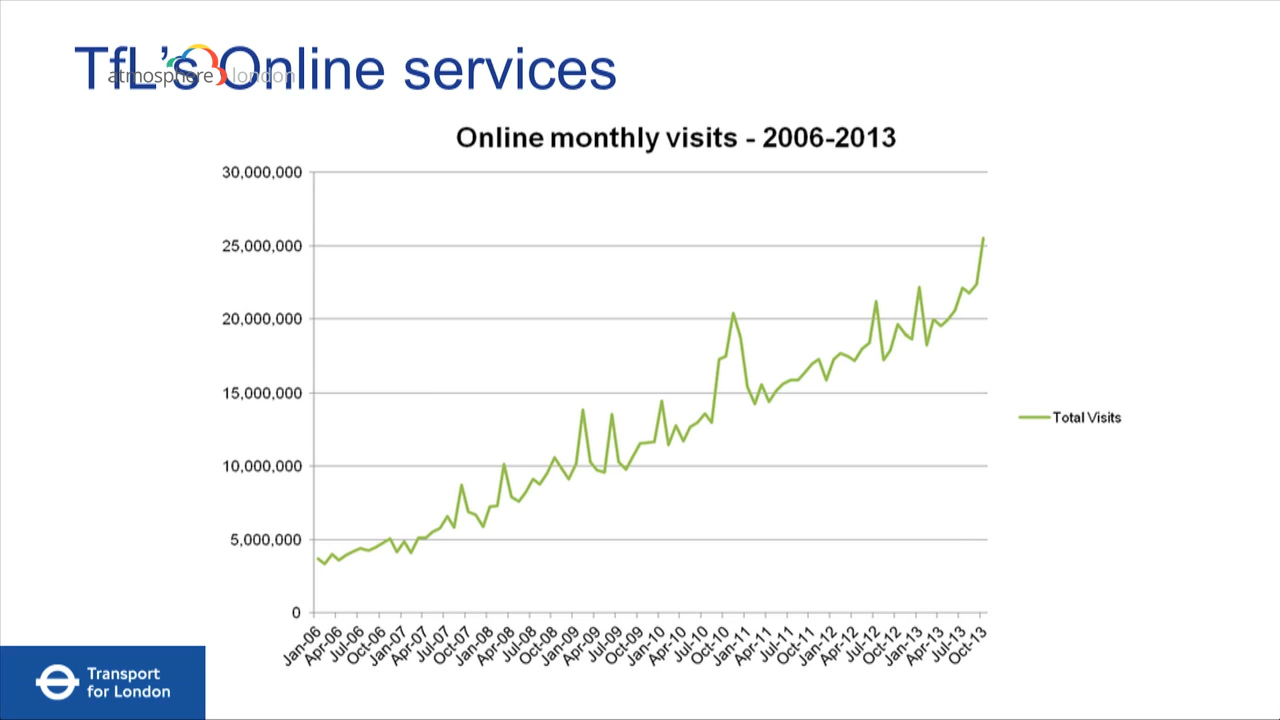 TfL's Online services
atmosphere london
Online monthly visits - 2006-2013
30,000,000
25,000,000
20,000,000
15,000,000
10,000,000
5,000,000
0
Jan-06
Apr-06
Jul-06
Oct-06
Jan-07
Apr-07
Jul-07
Oct-07
Jan-08
Apr-08
Jul-08
Oct-08
Jan-09
Apr-09
Jul-09
Oct-09
Jan-10
Apr-10
Jul-10
Oct-10
Jan-11
Apr-11
Jul-11
Oct-11
Jan-12
Apr-12
Jul-12
Oct-12
Jan-13
Apr-13
Jul-13
Oct-13
Total Visits
Transport
for London